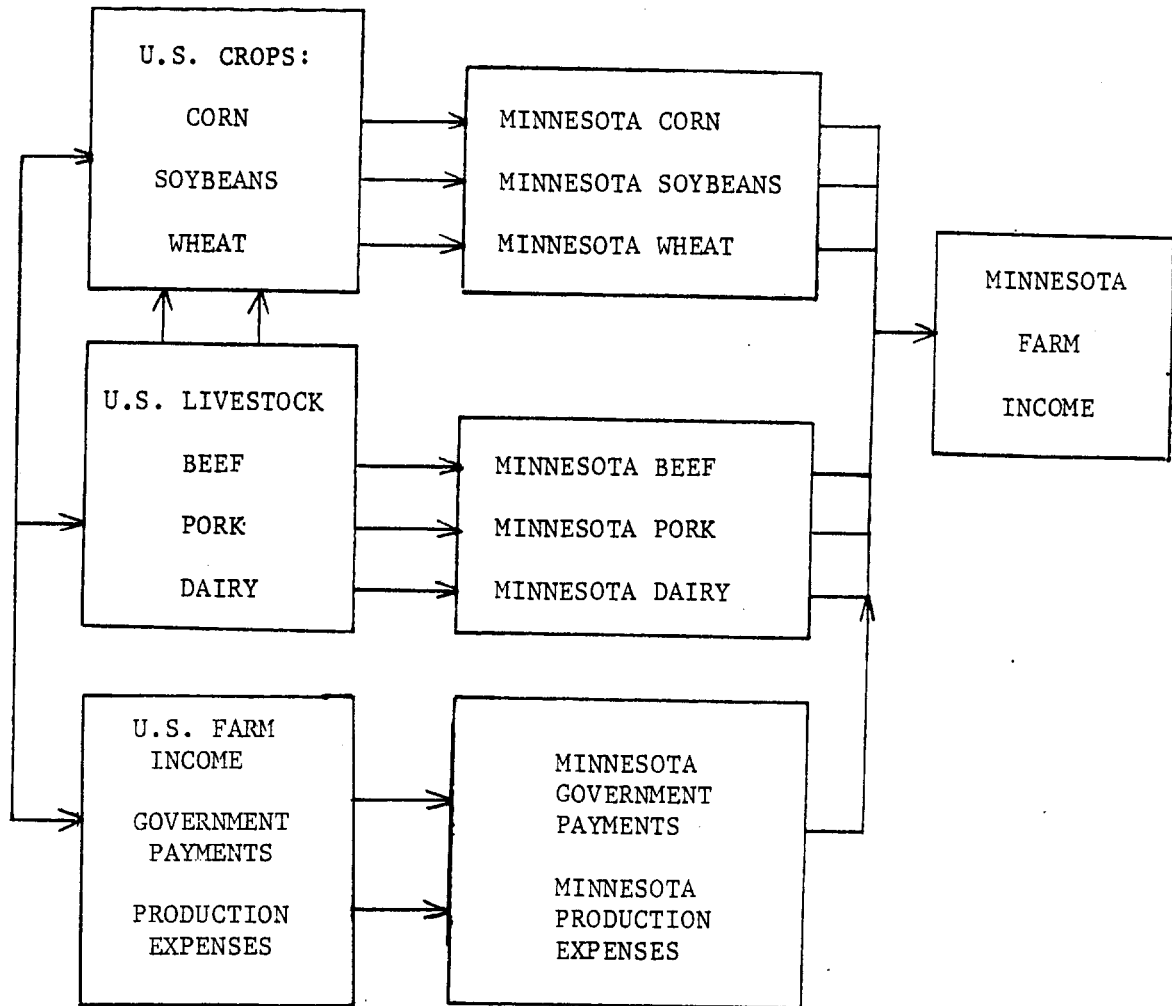 U.S. CROPS:
CORN
SOYBEANS
WHEAT
MINNESOTA CORN
MINNESOTA SOYBEANS
MINNESOTA WHEAT
MINNESOTA
FARM
INCOME
U.S. LIVESTOCK
BEEF
PORK
DAIRY
MINNESOTA BEEF
MINNESOTA PORK
MINNESOTA DAIRY
U.S. FARM
INCOME
GOVERNMENT
PAYMENTS
PRODUCTION
EXPENSES
MINNESOTA
GOVERNMENT
PAYMENTS
MINNESOTA
PRODUCTION
EXPENSES